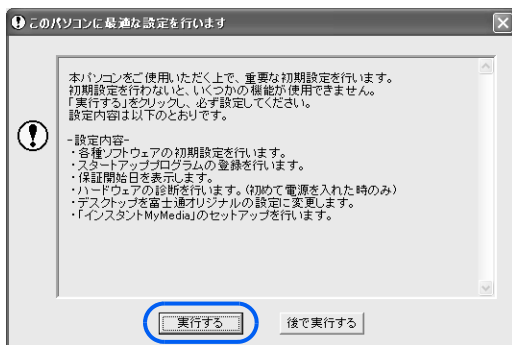 このパソコンに最適な設定を行います
本パソコンをご使用いただく上で、重要な初期設定を行います。
初期設定を行わないと、いくつかの機能が使用できません。
「実行する」をクリックし、必ず設定してください。
設定内容は以下のとおりです。
-設定内容-
・各種ソフトウェアの初期設定を行います。
・スタートアッププログラムの登録を行います。
・保証開始日を表示します。
・ハードウェアの診断を行います。(初めて電源を入れた時のみ)
・デスクトップを富士通オリジナルの設定に変更します。
・「インスタントMyMedia」のセットアップを行います。
実行する
後で実行する